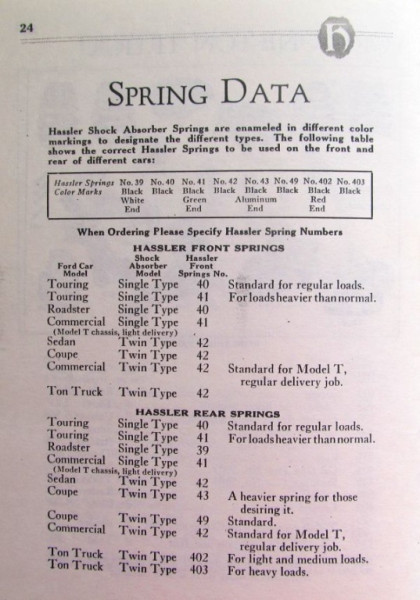 24
H
SPRING DATA
Hassler Shock Absorber Springs are enameled in different color
markings to designate the different types. The following table
shows the correct Hassler Springs to be used on the front and
rear of different cars:
Hassler Springs No. 39 No. 40 No. 41 No. 42 No. 43 No. 49 No. 402 No. 403
Color Marks Black Black Black Black Black Black Black Black
White Green Aluminum Red
End End End End
When Ordering Please Specify Hassler Spring Numbers
HASSLER FRONT SPRINGS
Ford Car Model Shock Absorber Model Hassler Front Springs No.
Touring Single Type 40 Standard for regular loads.
Touring Single Type 41 For loads heavier than normal.
Roadster Single Type 40
Commercial Single Type 41
(Model T chassis, light delivery)
Sedan Twin Type 42
Coupe Twin Type 42
Commercial Twin Type 42 Standard for Model T,
regular delivery job.
Ton Truck Twin Type 42
HASSLER REAR SPRINGS
Touring Single Type 40 Standard for regular loads.
Touring Single Type 41 For loads heavier than normal.
Roadster Single Type 39
Commercial Single Type 41
(Model T chassis, light delivery)
Sedan Twin Type 42
Coupe Twin Type 43 A heavier spring for those
desiring it.
Coupe Twin Type 49 Standard.
Commercial Twin Type 42 Standard for Model T,
regular delivery job.
Ton Truck Twin Type 402 For light and medium loads.
Ton Truck Twin Type 403 For heavy loads.